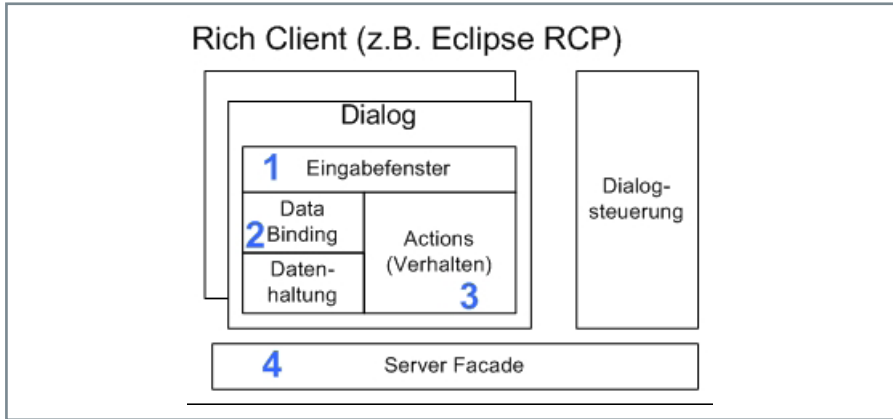 Rich Client (z.B. Eclipse RCP)
Dialog
1 Eingabefenster
Data
2 Binding
Daten-
haltung
Actions
(Verhalten)
3
Dialog-
steuerung
4 Server Facade